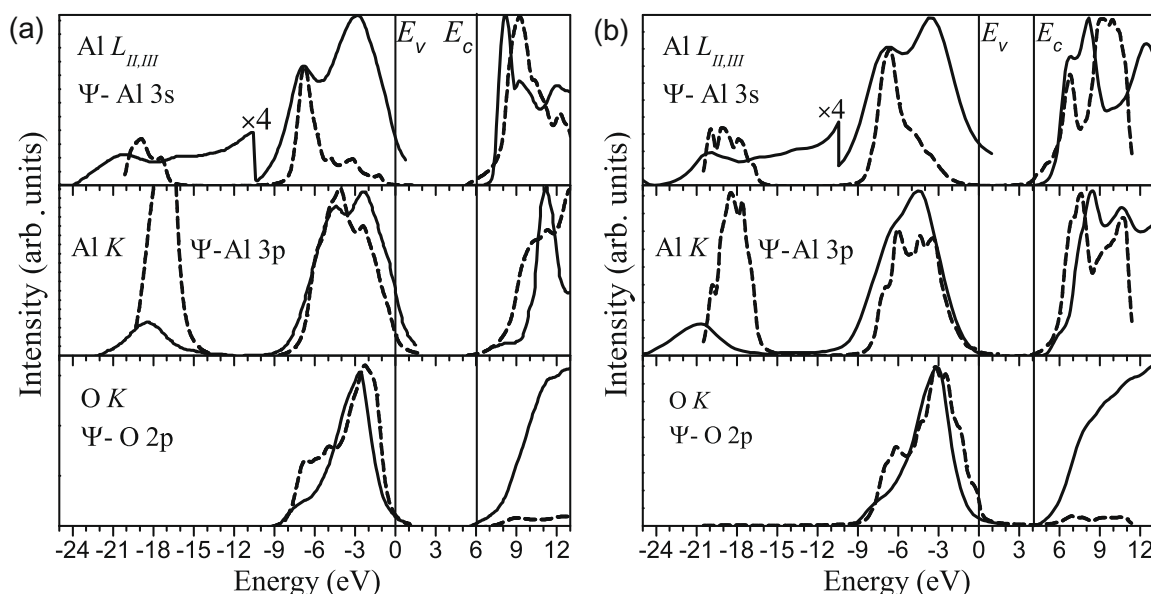 (a)
Al L_{II,III}
Ψ- Al 3s
×4
E_v E_c
Al K Ψ-Al 3p
O K
Ψ- O 2p
Intensity (arb. units)
-24 -21 -18 -15 -12 -9 -6 -3 0 3 6 9 12
Energy (eV)
(b)
Al L_{II,III}
Ψ- Al 3s
×4
E_v E_c
Al K Ψ-Al 3p
O K
Ψ- O 2p
Intensity (arb. units)
-24 -21 -18 -15 -12 -9 -6 -3 0 3 6 9 12
Energy (eV)